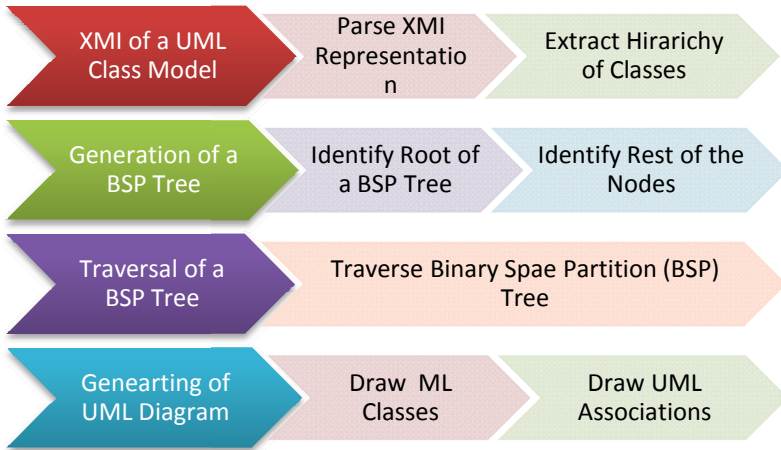 XMI of a UML
Class Model
Parse XMI
Representatio
n
Extract Hirarichy
of Classes
Generation of a
BSP Tree
Identify Root of
a BSP Tree
Identify Rest of the
Nodes
Traversal of a
BSP Tree
Traverse Binary Spae Partition (BSP)
Tree
Genearting of
UML Diagram
Draw ML
Classes
Draw UML
Associations